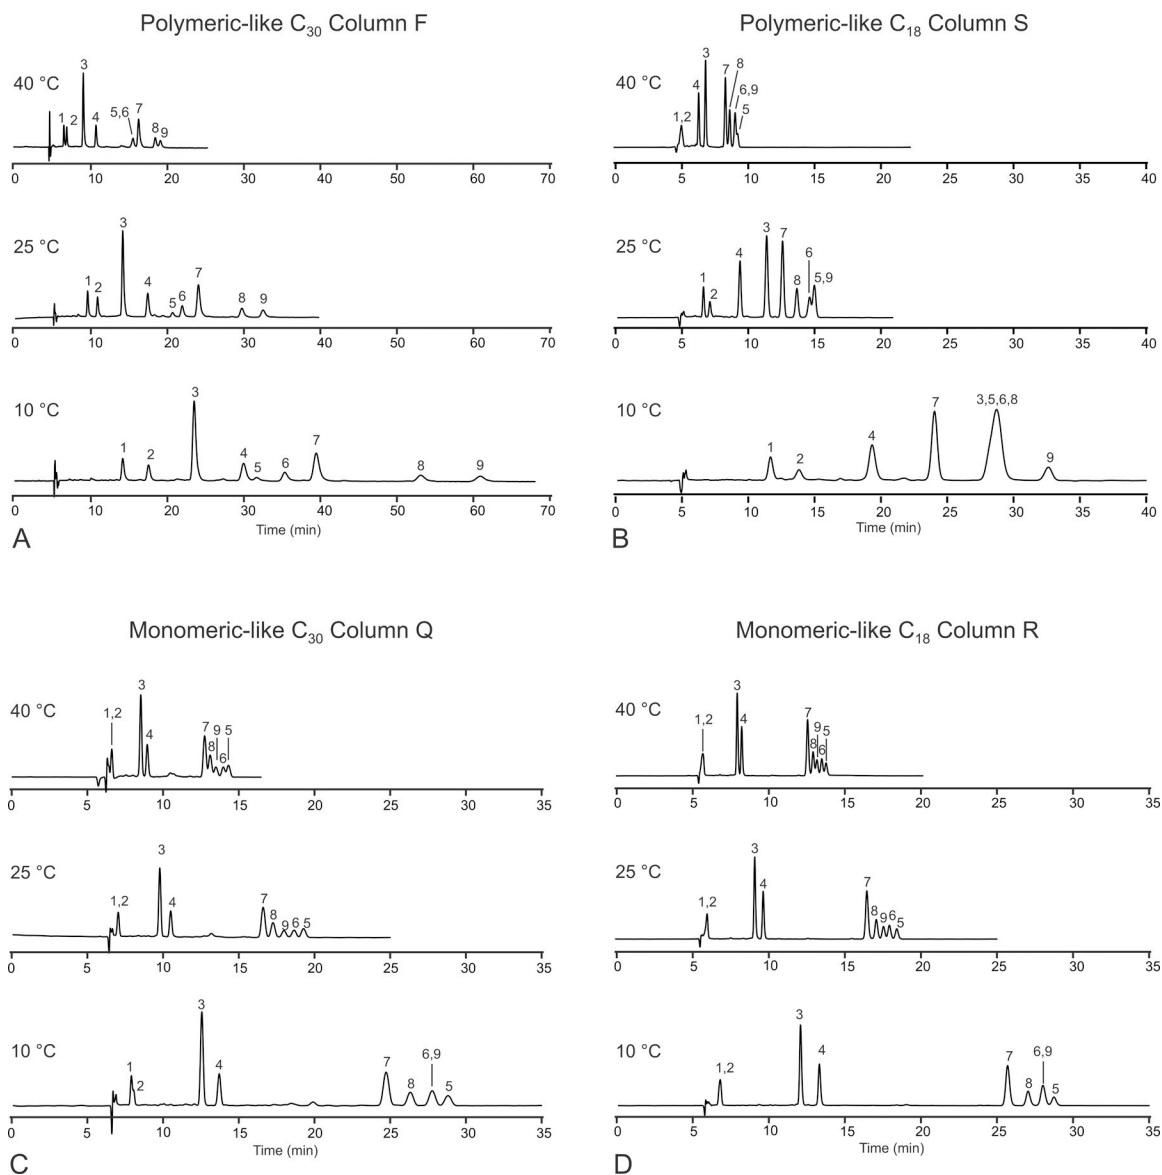 Polymeric-like C30 Column F
40 °C
3
1
2
4
5,6
7
8
9
0 10 20 30 40 50 60 70
25 °C
3
1
2
4
5
6
7
8
9
0 10 20 30 40 50 60 70
10 °C
3
1
2
4
5
6
7
8
9
0 10 20 30 40 50 60 70
Time (min)
A
Polymeric-like C18 Column S
40 °C
1,2
4
3
7
8
6,9
5
0 5 10 15 20 25 30 35 40
25 °C
1
2
4
3
7
8
6
5,9
0 5 10 15 20 25 30 35 40
10 °C
1
2
4
7
3,5,6,8
9
0 5 10 15 20 25 30 35 40
Time (min)
B
Monomeric-like C30 Column Q
40 °C
1,2
3
4
7
8
9
6
5
0 5 10 15 20 25 30 35
25 °C
1,2
3
4
7
8
9
6
5
0 5 10 15 20 25 30 35
10 °C
1
2
3
4
7
8
6,9
5
0 5 10 15 20 25 30 35
Time (min)
C
Monomeric-like C18 Column R
40 °C
1,2
3
4
7
8
9
6
5
0 5 10 15 20 25 30 35
25 °C
1,2
3
4
7
8
9
6
5
0 5 10 15 20 25 30 35
10 °C
1,2
3
4
7
8
6,9
5
0 5 10 15 20 25 30 35
Time (min)
D